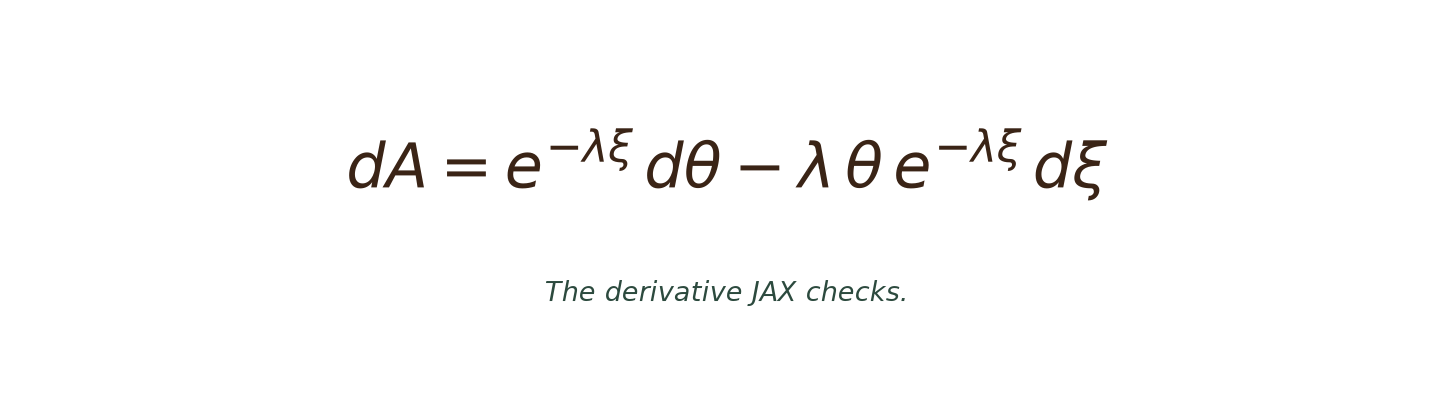 dA = e^{−λξ} dθ − λ θ e^{−λξ} dξ
The derivative JAX checks.